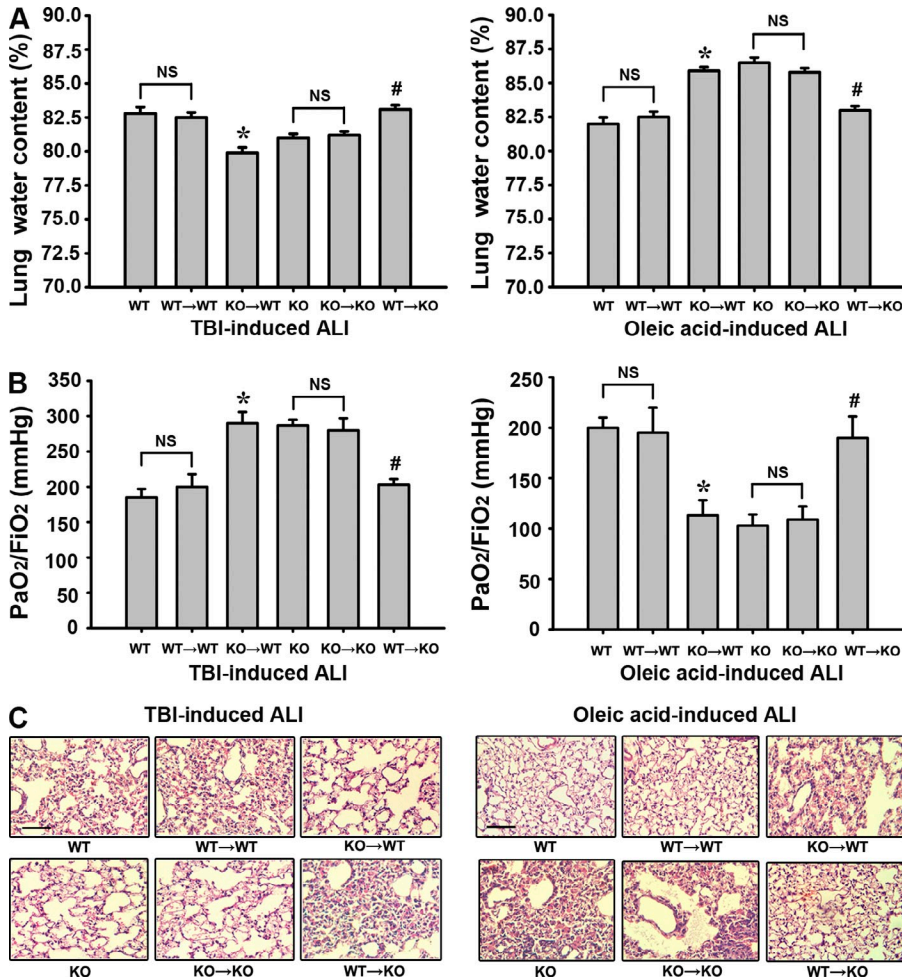 A
Lung water content (%)
90.0
87.5
85.0
82.5
80.0
77.5
75.0
72.5
70.0
NS
*
NS
#
WT WT→WT KO→WT KO KO→KO WT→KO
TBI-induced ALI
Lung water content (%)
90.0
87.5
85.0
82.5
80.0
77.5
75.0
72.5
70.0
NS
*
NS
#
WT WT→WT KO→WT KO KO→KO WT→KO
Oleic acid-induced ALI
B
PaO2/FiO2 (mmHg)
350
300
250
200
150
100
50
0
NS
*
NS
#
WT WT→WT KO→WT KO KO→KO WT→KO
TBI-induced ALI
PaO2/FiO2 (mmHg)
250
200
150
100
50
0
NS
*
NS
#
WT WT→WT KO→WT KO KO→KO WT→KO
Oleic acid-induced ALI
C
TBI-induced ALI
WT WT→WT KO→WT
KO KO→KO WT→KO
Oleic acid-induced ALI
WT WT→WT KO→WT
KO KO→KO WT→KO